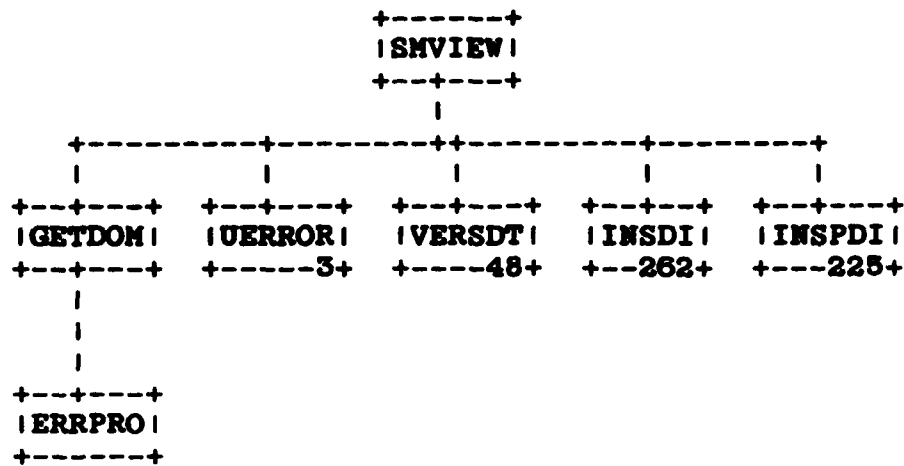 +-------+
|SMVIEW|
+--+----+
|
+---------+---------++---------+---------+
| | | | |
+--+----+ +--+----+ +--+----+ +--+--+ +--+----+
|GETDOM| |UERROR| |VERSDT| |INSDI| |INSPDI|
+--+----+ +-----3+ +----48+ +--262+ +---225+
|
|
|
+--+----+
|ERRPRO|
+-------+